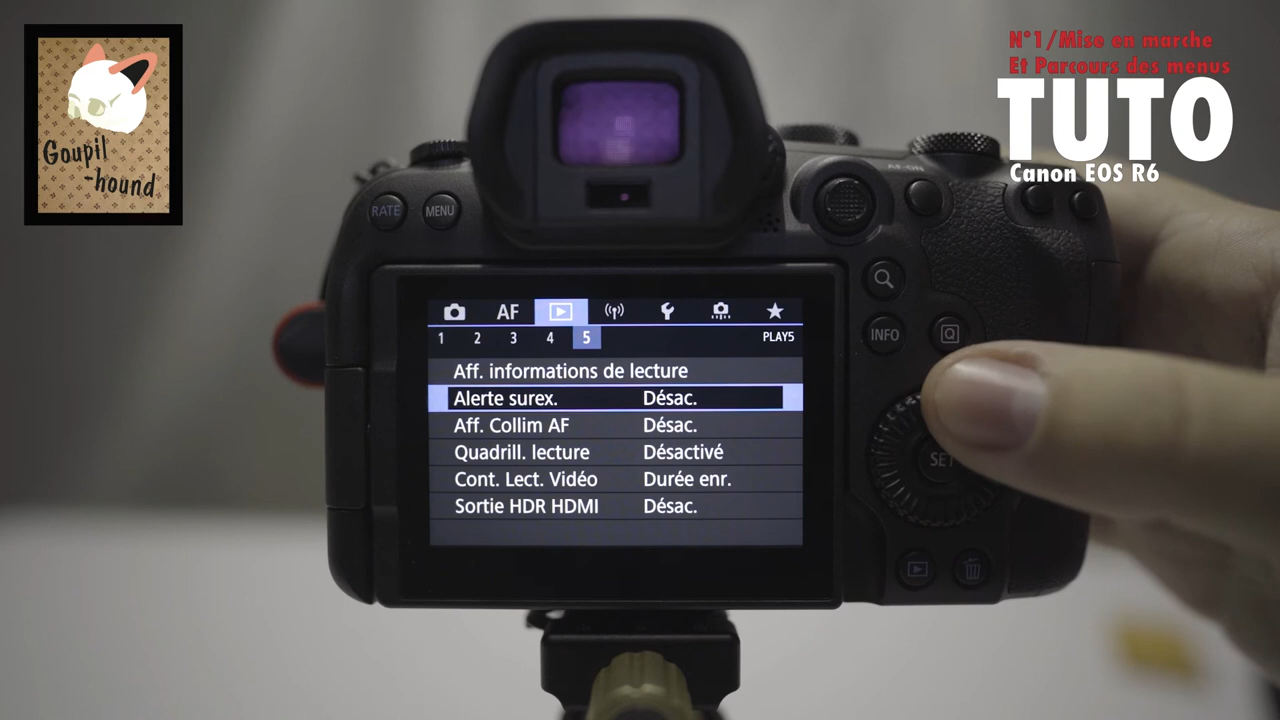 Goupil
-hound
N°1/Mise en marche
Et Parcours des menus
TUTO
Canon EOS R6
RATE
MENU
AF-ON
INFO
Q
SET
AF
1 2 3 4 5 PLAY5
Aff. informations de lecture
Alerte surex. Désac.
Aff. Collim AF Désac.
Quadrill. lecture Désactivé
Cont. Lect. Vidéo Durée enr.
Sortie HDR HDMI Désac.